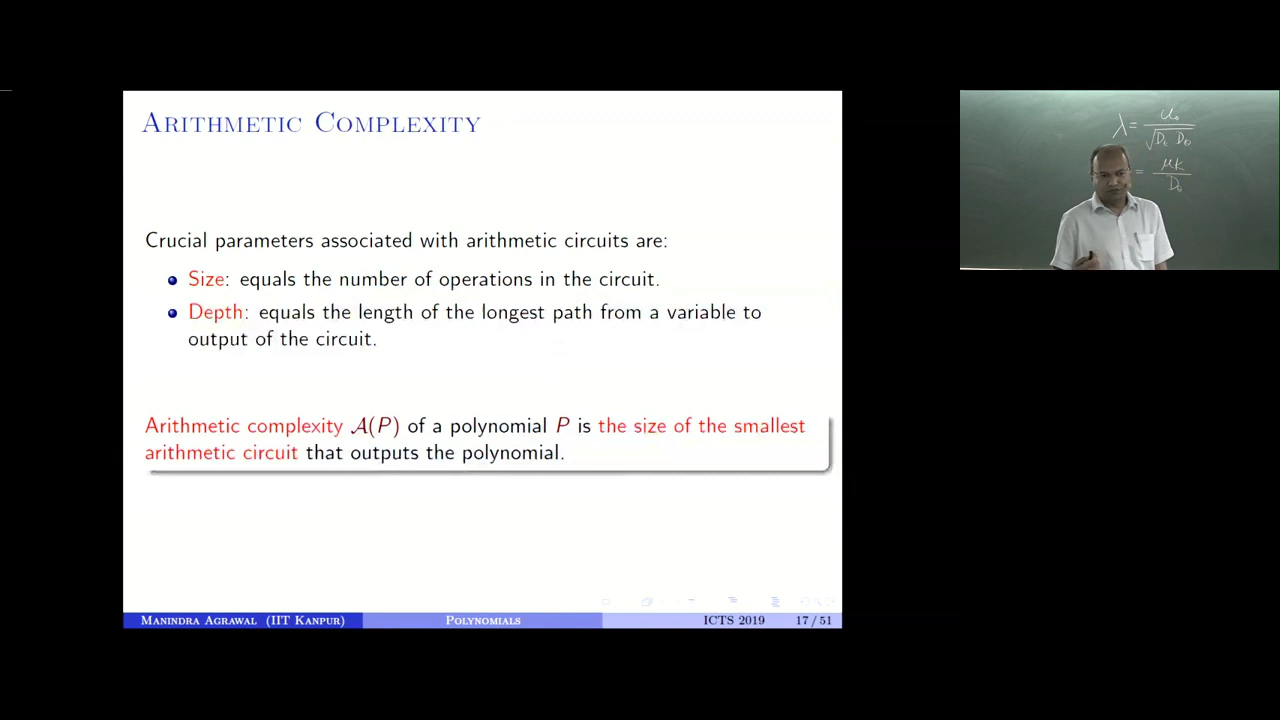 ARITHMETIC COMPLEXITY
Crucial parameters associated with arithmetic circuits are:
Size: equals the number of operations in the circuit.
Depth: equals the length of the longest path from a variable to
output of the circuit.
Arithmetic complexity 𝒜(P) of a polynomial P is the size of the smallest
arithmetic circuit that outputs the polynomial.
MANINDRA AGRAWAL (IIT KANPUR) POLYNOMIALS ICTS 2019 17 / 51